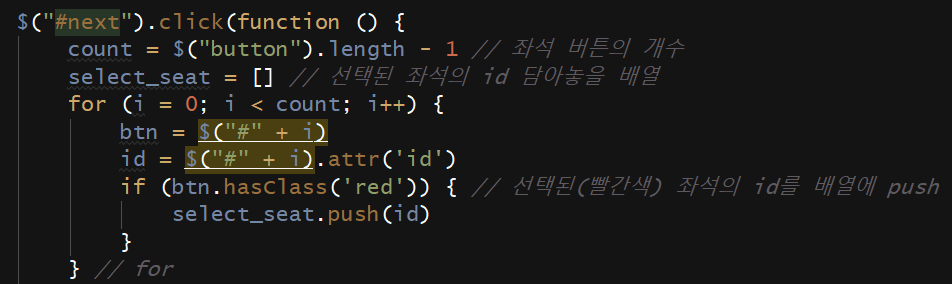 $("#next").click(function () {
count = $("button").length - 1 // 좌석 버튼의 개수
select_seat = [] // 선택된 좌석의 id 담아놓을 배열
for (i = 0; i < count; i++) {
btn = $("#" + i)
id = $("#" + i).attr('id')
if (btn.hasClass('red')) { // 선택된(빨간색) 좌석의 id를 배열에 push
select_seat.push(id)
}
} // for